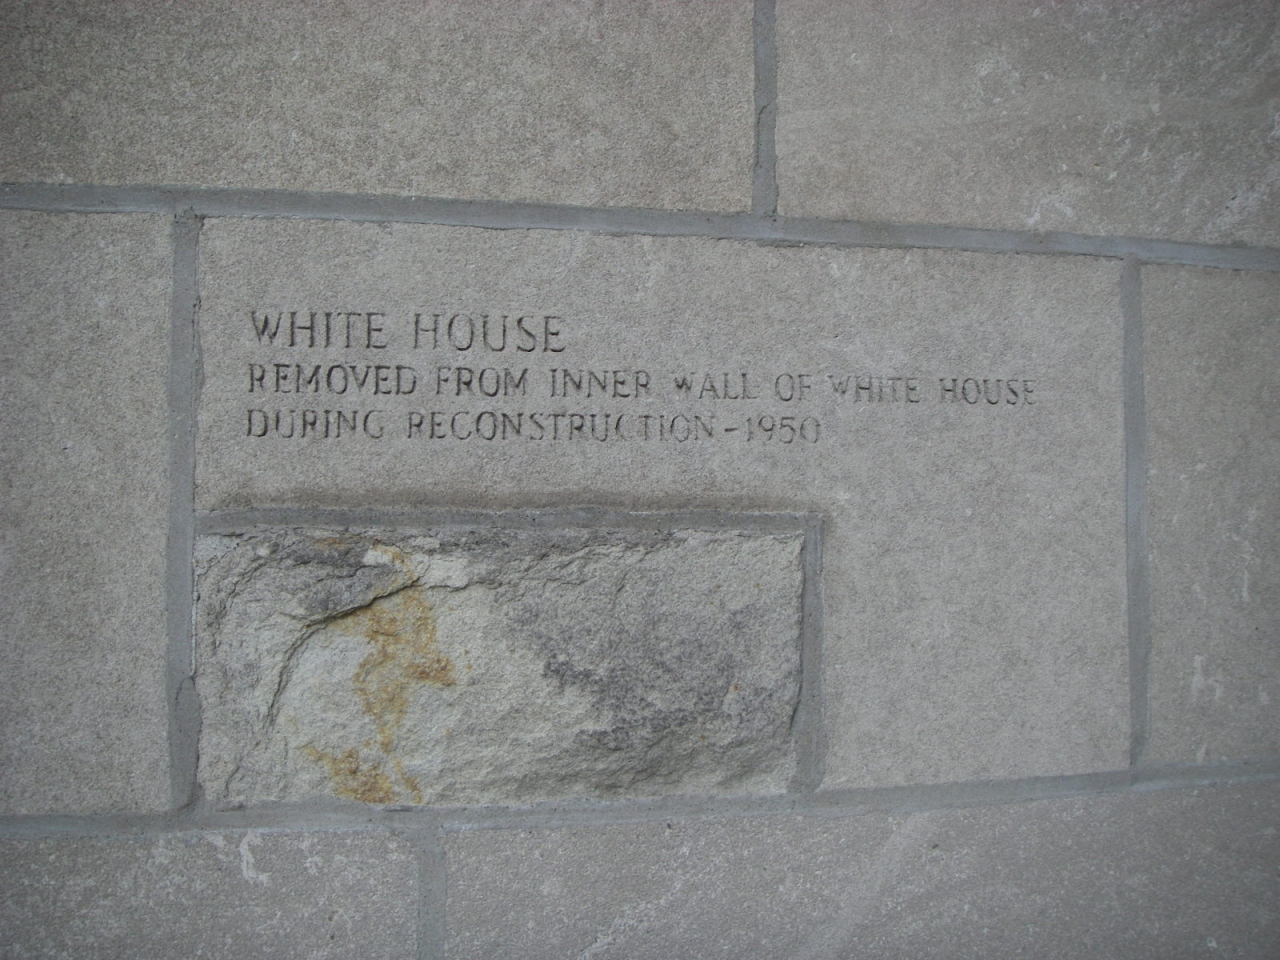 WHITE HOUSE
REMOVED FROM INNER WALL OF WHITE HOUSE
DURING RECONSTRUCTION-1950